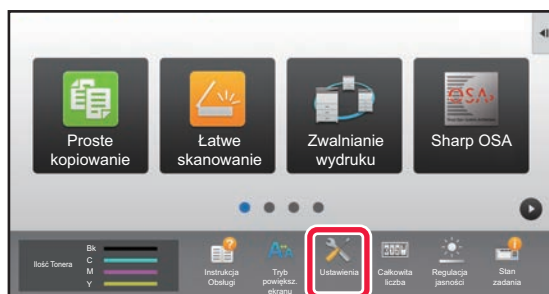 Proste
kopiowanie
Łatwe
skanowanie
Zwalnianie
wydruku
Sharp OSA
Ilość Tonera
Bk
C
M
Y
Instrukcja
Obsługi
Tryb
powiększ.
ekranu
Ustawienia
Całkowita
liczba
Regulacja
jasności
Stan
zadania